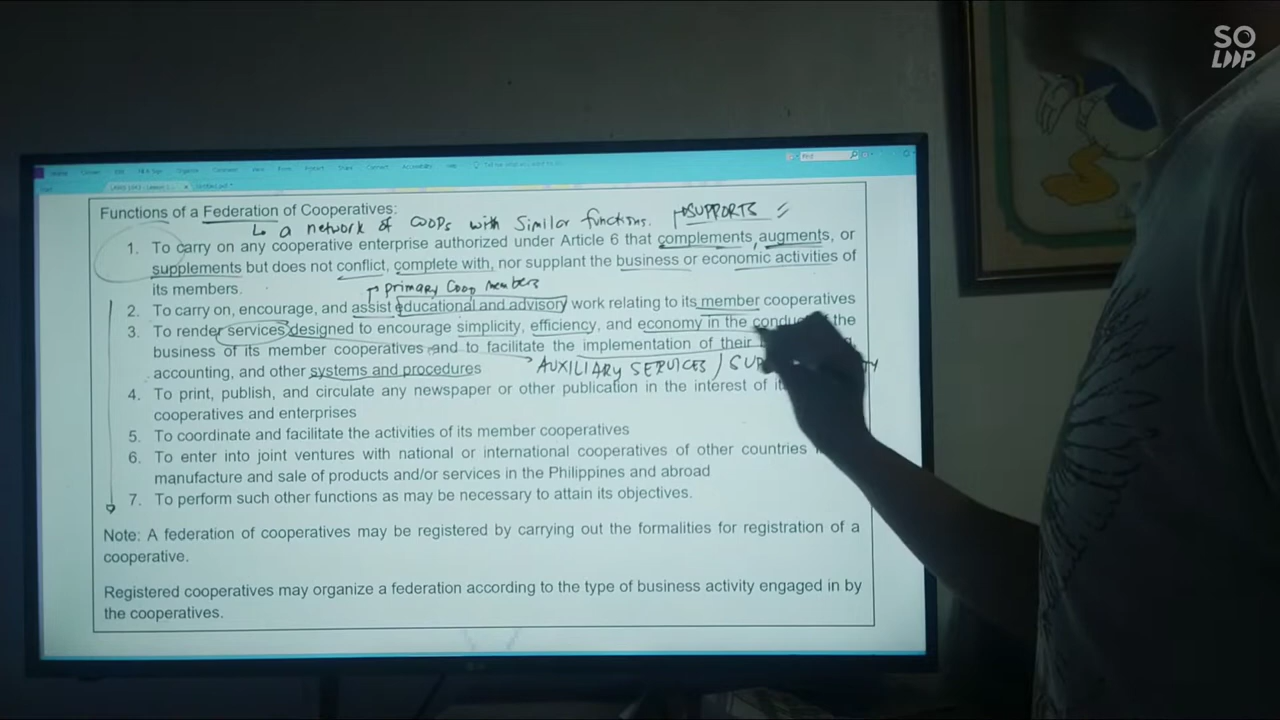 SO
LOOP
Find
Functions of a Federation of Cooperatives:
a network of COOPs with similar functions. SUPPORTS
1. To carry on any cooperative enterprise authorized under Article 6 that complements, augments, or
supplements but does not conflict, complete with, nor supplant the business or economic activities of
its members.
primary Coop members
2. To carry on, encourage, and assist educational and advisory work relating to its member cooperatives
3. To render services designed to encourage simplicity, efficiency, and economy in the the
business of its member cooperatives and to facilitate the implementation of their
AUXILIARY SERVICES /
accounting, and other systems and procedures
4. To print, publish, and circulate any newspaper or other publication in the interest of
cooperatives and enterprises
5. To coordinate and facilitate the activities of its member cooperatives
6. To enter into joint ventures with national or international cooperatives of other countries
manufacture and sale of products and/or services in the Philippines and abroad
7. To perform such other functions as may be necessary to attain its objectives.
Note: A federation of cooperatives may be registered by carrying out the formalities for registration of a
cooperative.
Registered cooperatives may organize a federation according to the type of business activity engaged in by
the cooperatives.